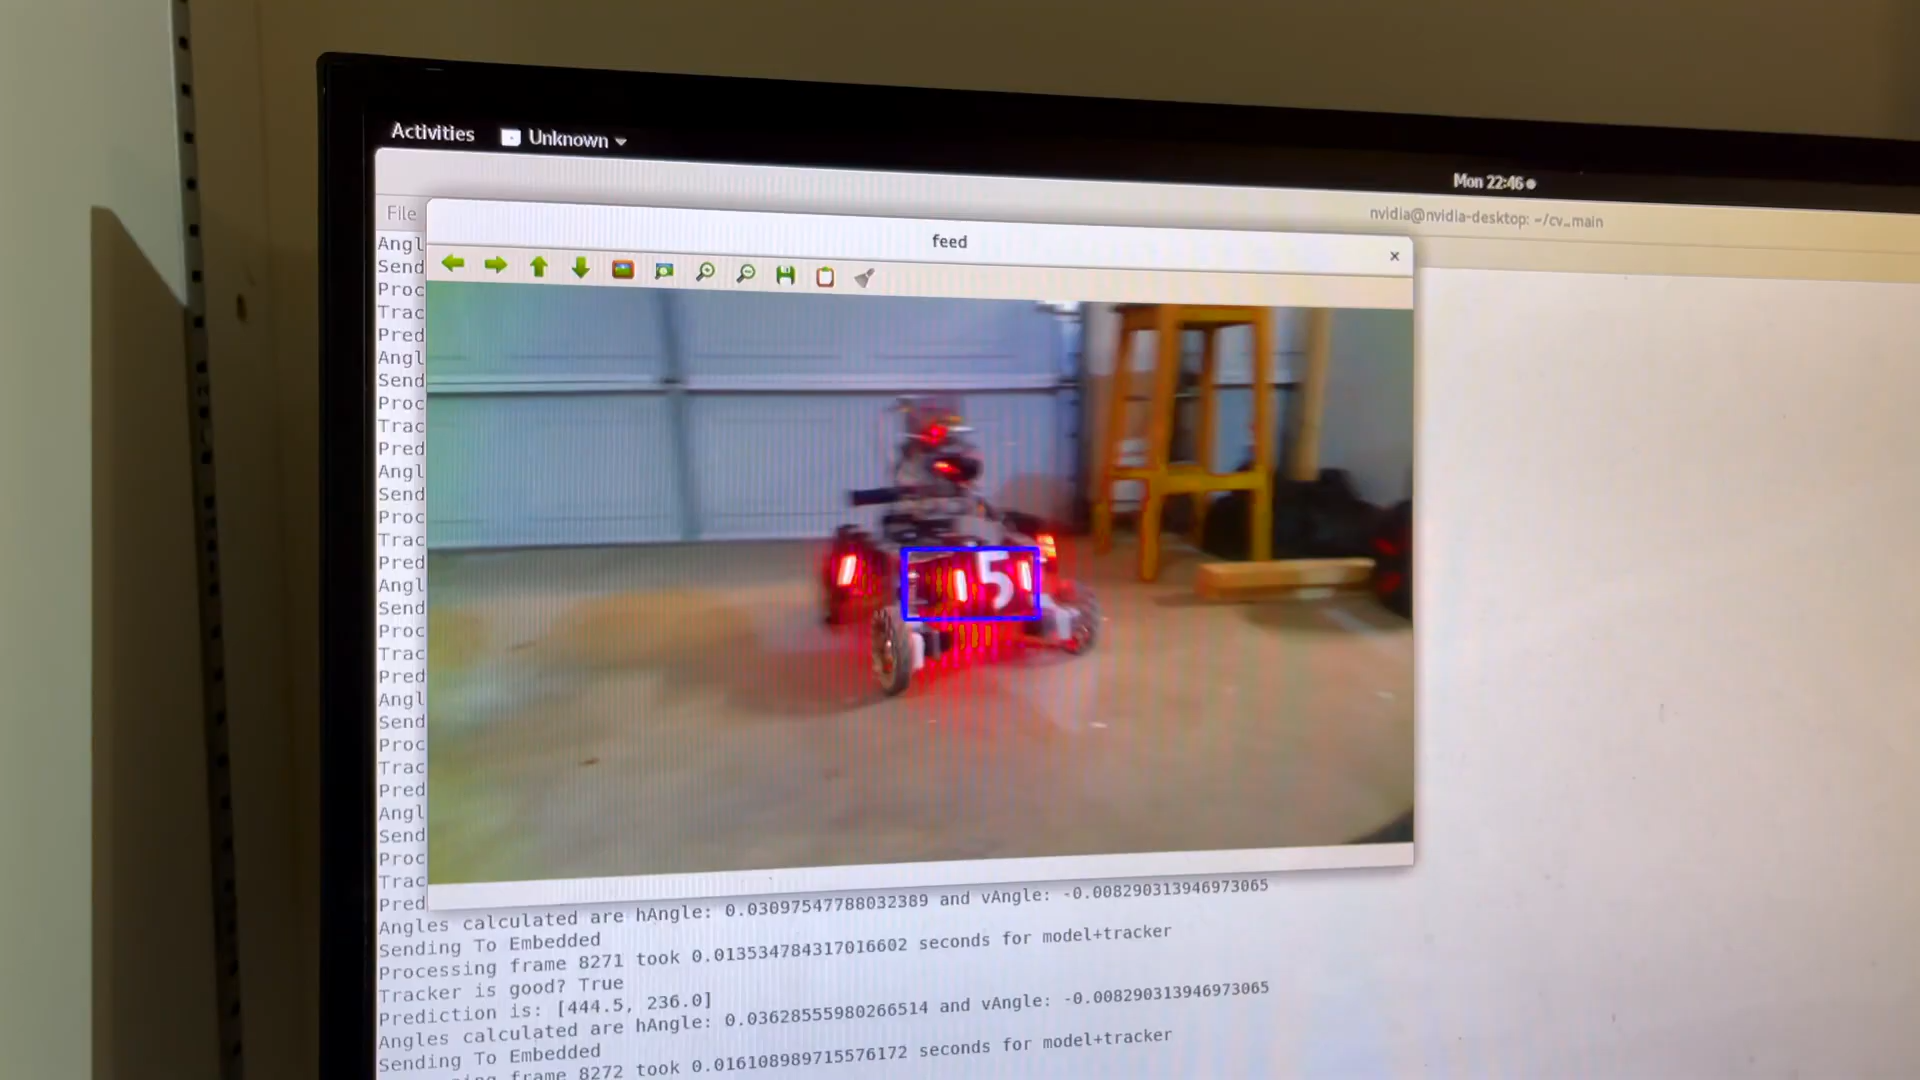 Activities Unknown
Mon 22:46
nvidia@nvidia-desktop: ~/cv_main
File
feed
Angl
Send
Proc
Trac
Pred
Angl
Send
Proc
Trac
Pred
Angl
Send
Proc
Trac
Pred
Angl
Send
Proc
Trac
Pred
Angl
Send
Proc
Trac
Pred
Angl
Send
Proc
Trac
Pred
5
Angles calculated are hAngle: 0.03097547788032389 and vAngle: -0.008290313946973065
Sending To Embedded
Processing frame 8271 took 0.013534784317016602 seconds for model+tracker
Tracker is good? True
Prediction is: [444.5, 236.0]
Angles calculated are hAngle: 0.03628555980266514 and vAngle: -0.008290313946973065
Sending To Embedded
frame 8272 took 0.016108989715576172 seconds for model+tracker